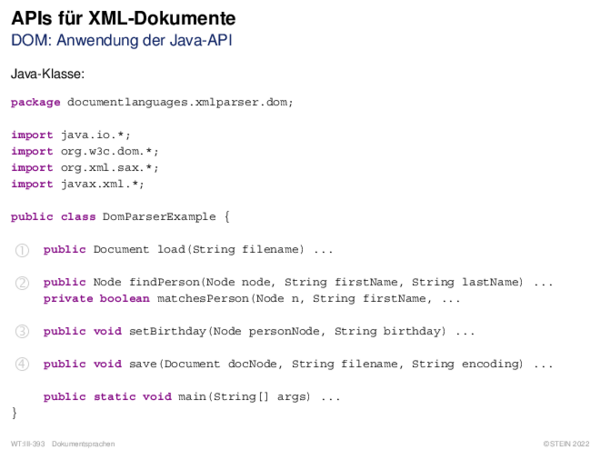 APIs für XML-Dokumente
DOM: Anwendung der Java-API
Java-Klasse:
package documentlanguages.xmlparser.dom;
import java.io.*;
import org.w3c.dom.*;
import org.xml.sax.*;
import javax.xml.*;
public class DomParserExample {
① public Document load(String filename) ...
② public Node findPerson(Node node, String firstName, String lastName) ...
private boolean matchesPerson(Node n, String firstName, ...
③ public void setBirthday(Node personNode, String birthday) ...
④ public void save(Document docNode, String filename, String encoding) ...
public static void main(String[] args) ...
}
WT:III-393 Dokumentsprachen ©STEIN 2022